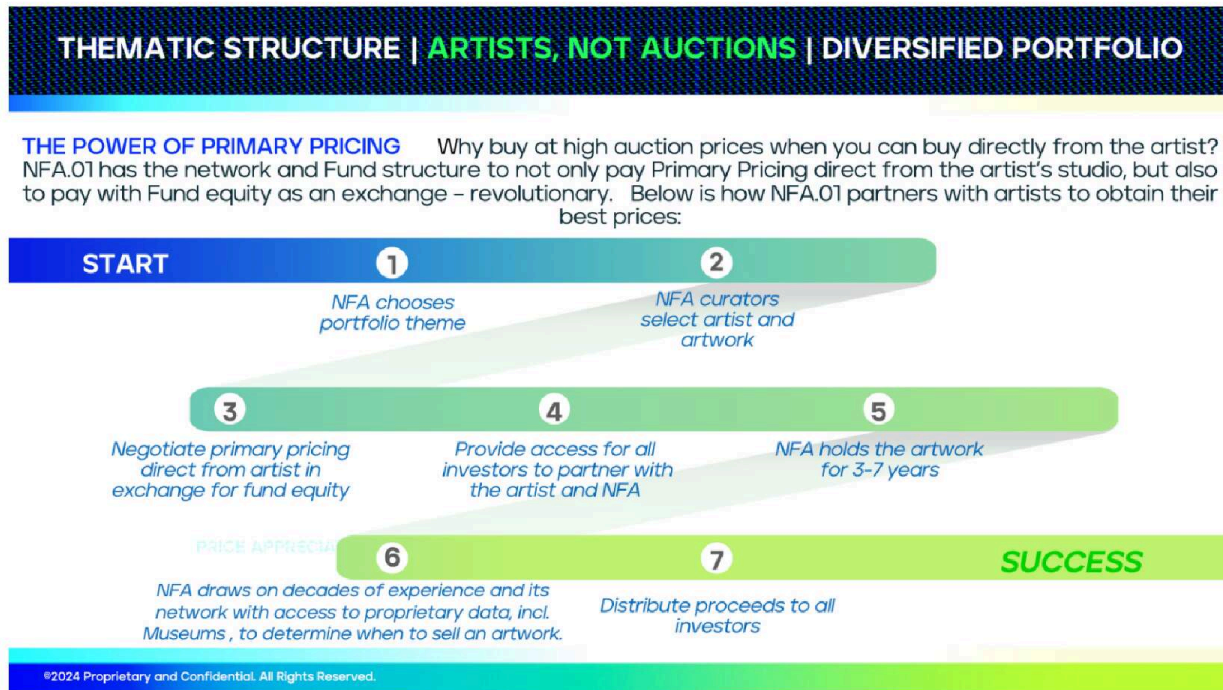 THEMATIC STRUCTURE | ARTISTS, NOT AUCTIONS | DIVERSIFIED PORTFOLIO
THE POWER OF PRIMARY PRICING Why buy at high auction prices when you can buy directly from the artist?
NFA.01 has the network and Fund structure to not only pay Primary Pricing direct from the artist's studio, but also
to pay with Fund equity as an exchange – revolutionary. Below is how NFA.01 partners with artists to obtain their
best prices:
START
1
2
NFA chooses
portfolio theme
NFA curators
select artist and
artwork
3
4
5
Negotiate primary pricing
direct from artist in
exchange for fund equity
Provide access for all
investors to partner with
the artist and NFA
NFA holds the artwork
for 3-7 years
PRICE APPRECIA
6
7
SUCCESS
NFA draws on decades of experience and its
network with access to proprietary data, incl.
Museums , to determine when to sell an artwork.
Distribute proceeds to all
investors
©2024 Proprietary and Confidential. All Rights Reserved.